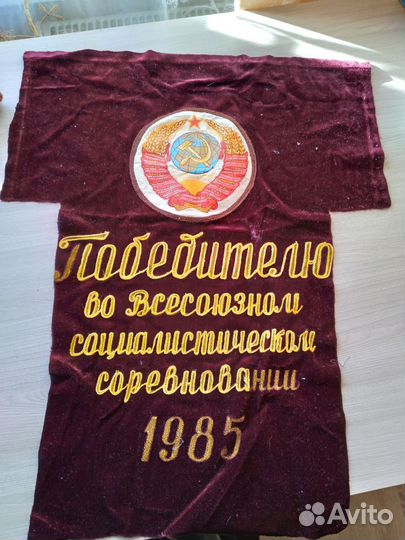 Победителю
во Всесоюзном
социалистическом
соревновании
1985
Avito